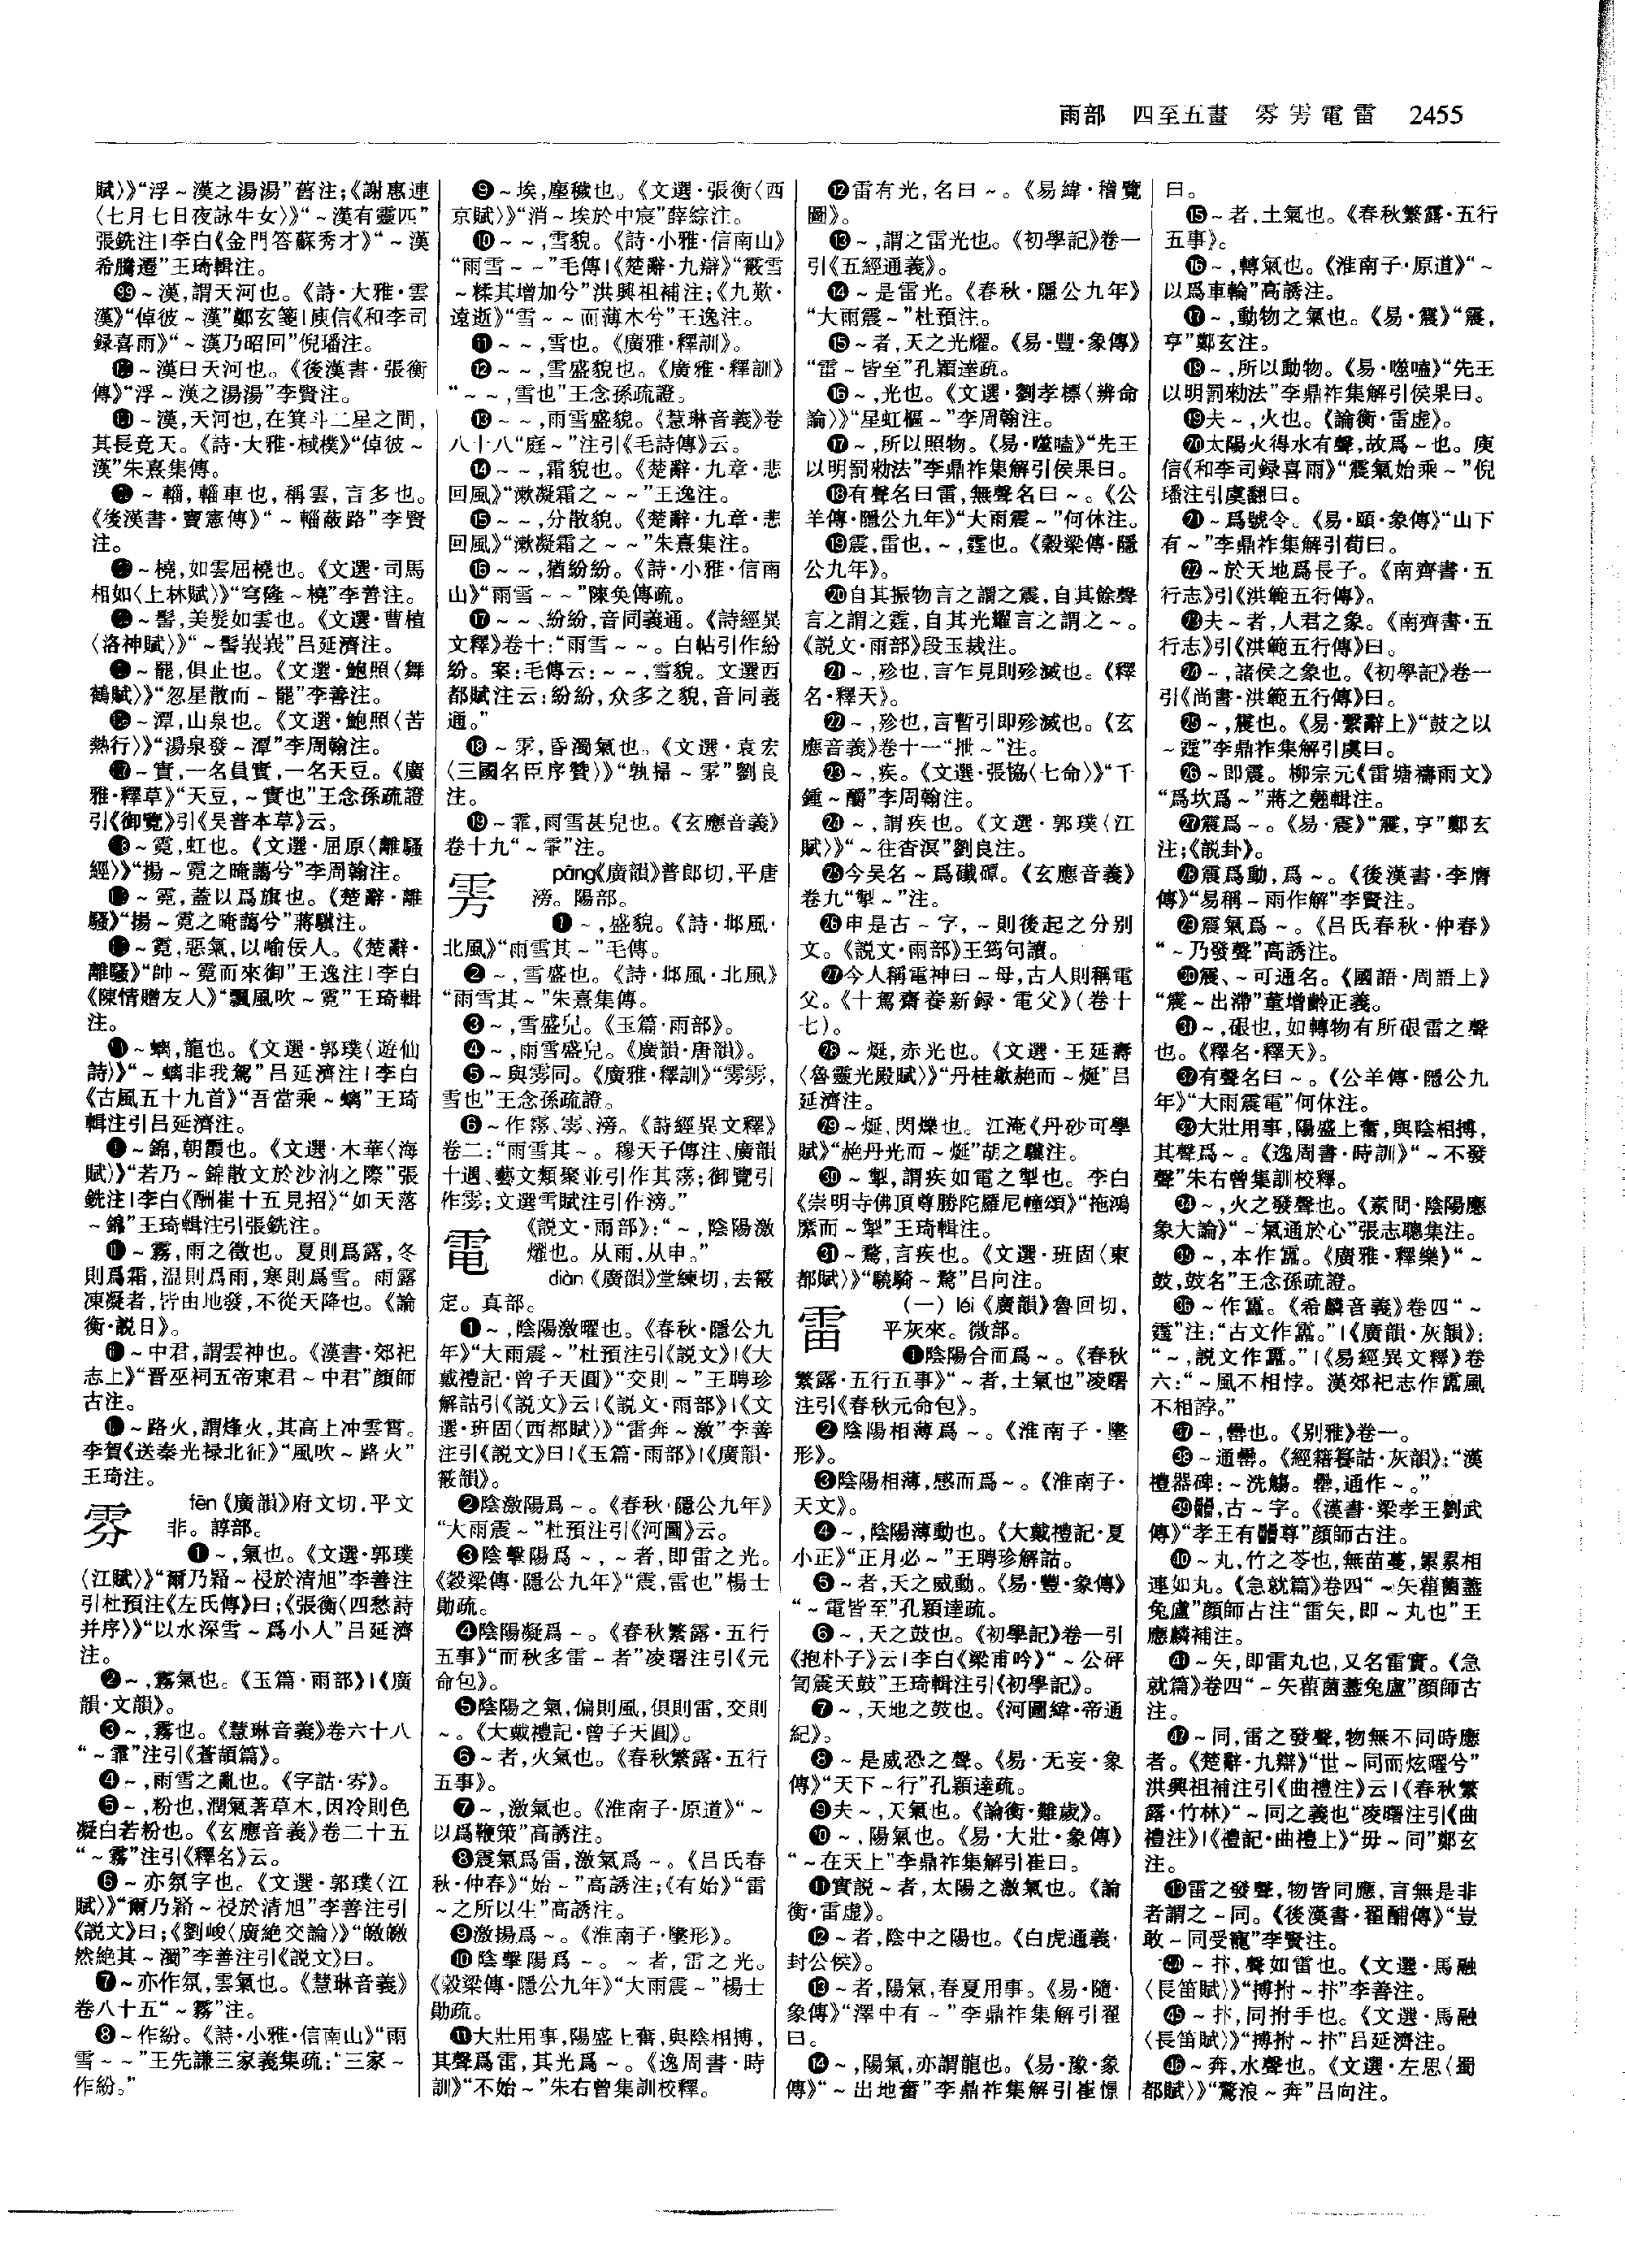 雨部 四至五畫 雰雱電雷 2455
賦〉》“浮～漢之湯湯”舊注;《謝惠連
〈七月七日夜詠牛女〉》“～漢有靈匹”
張銑注|李白《金門答蘇秀才》“～漢
希騰遷”王琦輯注。
㊾～漢,謂天河也。《詩·大雅·雲
漢》“倬彼～漢”鄭玄箋|庾信《和李司
録喜雨》“～漢乃昭回”倪璠注。
～漢曰天河也。《後漢書·張衡
傳》“浮～漢之湯湯”李賢注。
～漢,天河也,在箕斗二星之間,
其長竟天。《詩·大雅·棫樸》“倬彼～
漢”朱熹集傳。
～輜,輜車也,稱雲,言多也。
《後漢書·竇憲傳》“～輜蔽路”李賢
注。
～橈,如雲屈橈也。《文選·司馬
相如〈上林賦〉》“穹隆～橈”李善注。
～髻,美髮如雲也。《文選·曹植
〈洛神賦〉》“～髻峩峩”吕延濟注。
～罷,俱止也。《文選·鮑照〈舞
鶴賦〉》“忽星散而～罷”李善注。
～潭,山泉也。《文選·鮑照〈苦
熱行〉》“湯泉發～潭”李周翰注。
～實,一名員實,一名天豆。《廣
雅·釋草》“天豆,～實也”王念孫疏證
引《御覽》引《吴普本草》云。
～霓,虹也。《文選·屈原〈離騷
經〉》“揚～霓之晻藹兮”李周翰注。
～霓,蓋以爲旗也。《楚辭·離
騷》“揚～霓之晻藹兮”蔣驥注。
～霓,惡氣,以喻佞人。《楚辭·
離騷》“帥～霓而來御”王逸注|李白
《陳情贈友人》“飄風吹～霓”王琦輯
注。
～螭,龍也。《文選·郭璞〈遊仙
詩〉》“～螭非我駕”吕延濟注|李白
《古風五十九首》“吾當乘～螭”王琦
輯注引吕延濟注。
～錦,朝霞也。《文選·木華〈海
賦〉》“若乃～錦散文於沙汭之際”張
銑注|李白《酬崔十五見招》“如天落
～錦”王琦輯注引張銑注。
～霧,雨之徵也。夏則爲露,冬
則爲霜,温則爲雨,寒則爲雪。雨露
凍凝者,皆由地發,不從天降也。《論
衡·説日》。
～中君,謂雲神也。《漢書·郊祀
志上》“晋巫祠五帝東君～中君”顔師
古注。
～路火,謂烽火,其高上冲雲霄。
李賀《送秦光禄北征》“風吹～路火”
王琦注。
雰 fēn《廣韻》府文切,平文
非。諄部。
❶～,氣也。《文選·郭璞
〈江賦〉》“爾乃䨴～祲於清旭”李善注
引杜預注《左氏傳》曰;《張衡〈四愁詩
并序〉》“以水深雪～爲小人”吕延濟
注。
❷～,霧氣也。《玉篇·雨部》|《廣
韻·文韻》。
❸～,霧也。《慧琳音義》卷六十八
“～霏”注引《蒼頡篇》。
❹～,雨雪之亂也。《字詁·雰》。
❺～,粉也,潤氣著草木,因冷則色
凝白若粉也。《玄應音義》卷二十五
“～霧”注引《釋名》云。
❻～亦氛字也。《文選·郭璞〈江
賦〉》“爾乃䨴～祲於清旭”李善注引
《説文》曰;《劉峻〈廣絶交論〉》“皦皦
然絶其～濁”李善注引《説文》曰。
❼～亦作氛,雲氣也。《慧琳音義》
卷八十五“～霧”注。
❽～作紛。《詩·小雅·信南山》“雨
雪～～”王先謙三家義集疏:“三家～
作紛。”
❾～埃,塵穢也。《文選·張衡〈西
京賦〉》“消～埃於中宸”薛綜注。
❿～～,雪貌。《詩·小雅·信南山》
“雨雪～～”毛傳|《楚辭·九辯》“霰雪
～糅其增加兮”洪興祖補注;《九歎·
遠逝》“雪～～而薄木兮”王逸注。
⓫～～,雪也。《廣雅·釋訓》。
⓬～～,雪盛貌也。《廣雅·釋訓》
“～～,雪也”王念孫疏證。
⓭～～,雨雪盛貌。《慧琳音義》卷
八十八“庭～”注引《毛詩傳》云。
⓮～～,霜貌也。《楚辭·九章·悲
回風》“漱凝霜之～～”王逸注。
⓯～～,分散貌。《楚辭·九章·悲
回風》“漱凝霜之～～”朱熹集注。
⓰～～,猶紛紛。《詩·小雅·信南
山》“雨雪～～”陳奂傳疏。
⓱～～、紛紛,音同義通。《詩經異
文釋》卷十:“雨雪～～。白帖引作紛
紛。案:毛傳云:～～,雪貌。文選西
都賦注云:紛紛,众多之貌,音同義
通。”
⓲～雺,昏濁氣也。《文選·袁宏
〈三國名臣序贊〉》“孰掃～雺”劉良
注。
⓳～霏,雨雪甚皃也。《玄應音義》
卷十九“～霏”注。
雱 pāng《廣韻》普郎切,平唐
滂。陽部。
❶～,盛貌。《詩·邶風·
北風》“雨雪其～”毛傳。
❷～,雪盛也。《詩·邶風·北風》
“雨雪其～”朱熹集傳。
❸～,雪盛皃。《玉篇·雨部》。
❹～,雨雪盛皃。《廣韻·唐韻》。
❺～與雰同。《廣雅·釋訓》“雱雱,
雪也”王念孫疏證。
❻～作霶、雱、滂。《詩經異文釋》
卷二:“雨雪其～。穆天子傳注、廣韻
十週、藝文類聚並引作其霶;御覽引
作雱;文選雪賦注引作滂。”
電 《説文·雨部》:“～,陰陽激
燿也。从雨,从申。”
diàn《廣韻》堂練切,去霰
定。真部。
❶～,陰陽激曜也。《春秋·隱公九
年》“大雨震～”杜預注引《説文》|《大
戴禮記·曾子天圓》“交則～”王聘珍
解詁引《説文》云|《説文·雨部》|《文
選·班固〈西都賦〉》“雷奔～激”李善
注引《説文》曰|《玉篇·雨部》|《廣韻·
霰韻》。
❷陰激陽爲～。《春秋·隱公九年》
“大雨震～”杜預注引《河圖》云。
❸陰擊陽爲～,～者,即雷之光。
《穀梁傳·隱公九年》“震,雷也”楊士
勛疏。
❹陰陽凝爲～。《春秋繁露·五行
五事》“而秋多雷～者”凌曙注引《元
命包》。
❺陰陽之氣,偏則風,俱則雷,交則
～。《大戴禮記·曾子天圓》。
❻～者,火氣也。《春秋繁露·五行
五事》。
❼～,激氣也。《淮南子·原道》“～
以爲鞭策”高誘注。
❽震氣爲雷,激氣爲～。《吕氏春
秋·仲春》“始～”高誘注;《有始》“雷
～之所以生”高誘注。
❾激揚爲～。《淮南子·墬形》。
❿陰擊陽爲～。～者,雷之光。
《穀梁傳·隱公九年》“大雨震～”楊士
勛疏。
⓫大壯用事,陽盛上奮,與陰相搏,
其聲爲雷,其光爲～。《逸周書·時
訓》“不始～”朱右曾集訓校釋。
⓬雷有光,名曰～。《易緯·稽覽
圖》。
⓭～,謂之雷光也。《初學記》卷一
引《五經通義》。
⓮～是雷光。《春秋·隱公九年》
“大雨震～”杜預注。
⓯～者,天之光耀。《易·豐·象傳》
“雷～皆至”孔穎達疏。
⓰～,光也。《文選·劉孝標〈辨命
論〉》“星虹樞～”李周翰注。
⓱～,所以照物。《易·噬嗑》“先王
以明罰勑法”李鼎祚集解引侯果曰。
⓲有聲名曰雷,無聲名曰～。《公
羊傳·隱公九年》“大雨震～”何休注。
⓳震,雷也,～,霆也。《穀梁傳·隱
公九年》。
⓴自其振物言之謂之震,自其餘聲
言之謂之霆,自其光耀言之謂之～。
《説文·雨部》段玉裁注。
㉑～,殄也,言乍見則殄滅也。《釋
名·釋天》。
㉒～,殄也,言暫引即殄滅也。《玄
應音義》卷十一“抴～”注。
㉓～,疾。《文選·張協〈七命〉》“千
鍾～釂”李周翰注。
㉔～,謂疾也。《文選·郭璞〈江
賦〉》“～往杳溟”劉良注。
㉕今吴名～爲礮磹。《玄應音義》
卷九“掣～”注。
㉖申是古～字,～則後起之分别
文。《説文·雨部》王筠句讀。
㉗今人稱電神曰～母,古人則稱電
父。《十駕齋養新録·電父》(卷十
七)。
㉘～烻,赤光也。《文選·王延壽
〈魯靈光殿賦〉》“丹桂歙赩而～烻”吕
延濟注。
㉙～烻,閃爍也。江淹《丹砂可學
賦》“赩丹光而～烻”胡之驥注。
㉚～掣,謂疾如電之掣也。李白
《崇明寺佛頂尊勝陀羅尼幢頌》“拖鴻
縻而～掣”王琦輯注。
㉛～騖,言疾也。《文選·班固〈東
都賦〉》“驍騎～騖”吕向注。
雷 (一)léi《廣韻》魯回切,
平灰來。微部。
❶陰陽合而爲～。《春秋
繁露·五行五事》“～者,土氣也”凌曙
注引《春秋元命包》。
❷陰陽相薄爲～。《淮南子·墬
形》。
❸陰陽相薄,感而爲～。《淮南子·
天文》。
❹～,陰陽薄動也。《大戴禮記·夏
小正》“正月必～”王聘珍解詁。
❺～者,天之威動。《易·豐·象傳》
“～電皆至”孔穎達疏。
❻～,天之鼓也。《初學記》卷一引
《抱朴子》云|李白《梁甫吟》“～公砰
訇震天鼓”王琦輯注引《初學記》。
❼～,天地之鼓也。《河圖緯·帝通
紀》。
❽～是威恐之聲。《易·无妄·象
傳》“天下～行”孔穎達疏。
❾夫～,天氣也。《論衡·難歲》。
❿～,陽氣也。《易·大壯·象傳》
“～在天上”李鼎祚集解引崔曰。
⓫實説～者,太陽之激氣也。《論
衡·雷虚》。
⓬～者,陰中之陽也。《白虎通義·
封公侯》。
⓭～者,陽氣,春夏用事。《易·隨·
象傳》“澤中有～”李鼎祚集解引翟
曰。
⓮～,陽氣,亦謂龍也。《易·豫·象
傳》“～出地奮”李鼎祚集解引崔憬
曰。
⓯～者,土氣也。《春秋繁露·五行
五事》。
⓰～,轉氣也。《淮南子·原道》“～
以爲車輪”高誘注。
⓱～,動物之氣也。《易·震》“震,
亨”鄭玄注。
⓲～,所以動物。《易·噬嗑》“先王
以明罰勑法”李鼎祚集解引侯果曰。
⓳夫～,火也。《論衡·雷虚》。
⓴太陽火得水有聲,故爲～也。庾
信《和李司録喜雨》“震氣始乘～”倪
璠注引虞翻曰。
㉑～爲號令。《易·頤·象傳》“山下
有～”李鼎祚集解引荀曰。
㉒～於天地爲長子。《南齊書·五
行志》引《洪範五行傳》。
㉓夫～者,人君之象。《南齊書·五
行志》引《洪範五行傳》曰。
㉔～,諸侯之象也。《初學記》卷一
引《尚書·洪範五行傳》曰。
㉕～,震也。《易·繫辭上》“鼓之以
～霆”李鼎祚集解引虞曰。
㉖～即震。柳宗元《雷塘禱雨文》
“爲坎爲～”蔣之翹輯注。
㉗震爲～。《易·震》“震,亨”鄭玄
注;《説卦》。
㉘震爲動,爲～。《後漢書·李膺
傳》“易稱～雨作解”李賢注。
㉙震氣爲～。《吕氏春秋·仲春》
“～乃發聲”高誘注。
㉚震、～可通名。《國語·周語上》
“震～出滯”董增齡正義。
㉛～,硍也,如轉物有所硍雷之聲
也。《釋名·釋天》。
㉜有聲名曰～。《公羊傳·隱公九
年》“大雨震電”何休注。
㉝大壯用事,陽盛上奮,與陰相搏,
其聲爲～。《逸周書·時訓》“～不發
聲”朱右曾集訓校釋。
㉞～,火之發聲也。《素問·陰陽應
象大論》“～氣通於心”張志聰集注。
㉟～,本作靁。《廣雅·釋樂》“～
鼓,鼓名”王念孫疏證。
㊱～作靁。《希麟音義》卷四“～
霆”注:“古文作靁。”|《廣韻·灰韻》:
“～,説文作靁。”|《易經異文釋》卷
六:“～風不相悖。漢郊祀志作靁風
不相誖。”
㊲～,罍也。《别雅》卷一。
㊳～通罍。《經籍籑詁·灰韻》:“漢
禮器碑:～洗觴。罍,通作～。”
㊴,古～字。《漢書·梁孝王劉武
傳》“孝王有尊”顔師古注。
㊵～丸,竹之苓也,無苗蔓,累累相
連如丸。《急就篇》卷四“～矢雚菌藎
兔盧”顔師古注“雷矢,即～丸也”王
應麟補注。
㊶～矢,即雷丸也,又名雷實。《急
就篇》卷四“～矢雚菌藎兔盧”顔師古
注。
㊷～同,雷之發聲,物無不同時應
者。《楚辭·九辯》“世～同而炫曜兮”
洪興祖補注引《曲禮注》云|《春秋繁
露·竹林》“～同之義也”凌曙注引《曲
禮注》|《禮記·曲禮上》“毋～同”鄭玄
注。
㊸雷之發聲,物皆同應,言無是非
者謂之～同。《後漢書·翟酺傳》“豈
敢～同受寵”李賢注。
㊹～抃,聲如雷也。《文選·馬融
〈長笛賦〉》“搏拊～抃”李善注。
㊺～抃,同拊手也。《文選·馬融
〈長笛賦〉》“搏拊～抃”吕延濟注。
㊻～奔,水聲也。《文選·左思〈蜀
都賦〉》“驚浪～奔”吕向注。